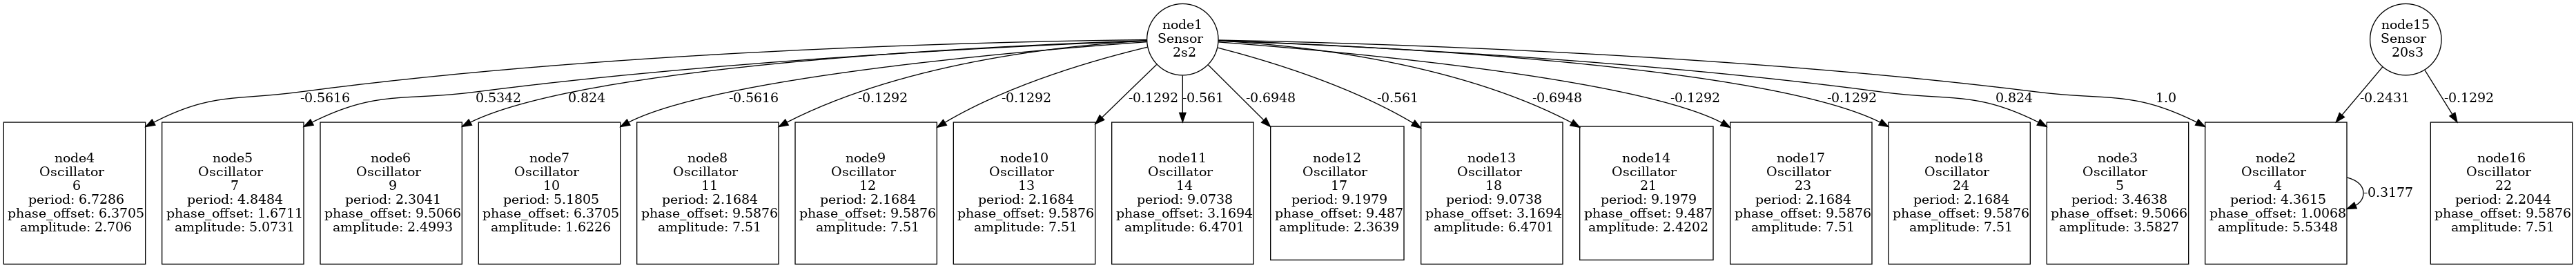 node1
Sensor
2s2
node15
Sensor
20s3
-0.5616
0.5342
0.824
-0.5616
-0.1292
-0.1292
-0.1292
-0.561
-0.6948
-0.561
-0.6948
-0.1292
-0.1292
0.824
1.0
-0.2431
-0.1292
node4
Oscillator
6
period: 6.7286
phase_offset: 6.3705
amplitude: 2.706
node5
Oscillator
7
period: 4.8484
phase_offset: 1.6711
amplitude: 5.0731
node6
Oscillator
9
period: 2.3041
phase_offset: 9.5066
amplitude: 2.4993
node7
Oscillator
10
period: 5.1805
phase_offset: 6.3705
amplitude: 1.6226
node8
Oscillator
11
period: 2.1684
phase_offset: 9.5876
amplitude: 7.51
node9
Oscillator
12
period: 2.1684
phase_offset: 9.5876
amplitude: 7.51
node10
Oscillator
13
period: 2.1684
phase_offset: 9.5876
amplitude: 7.51
node11
Oscillator
14
period: 9.0738
phase_offset: 3.1694
amplitude: 6.4701
node12
Oscillator
17
period: 9.1979
phase_offset: 9.487
amplitude: 2.3639
node13
Oscillator
18
period: 9.0738
phase_offset: 3.1694
amplitude: 6.4701
node14
Oscillator
21
period: 9.1979
phase_offset: 9.487
amplitude: 2.4202
node17
Oscillator
23
period: 2.1684
phase_offset: 9.5876
amplitude: 7.51
node18
Oscillator
24
period: 2.1684
phase_offset: 9.5876
amplitude: 7.51
node3
Oscillator
5
period: 3.4638
phase_offset: 9.5066
amplitude: 3.5827
node2
Oscillator
4
period: 4.3615
phase_offset: 1.0068
amplitude: 5.5348
-0.3177
node16
Oscillator
22
period: 2.2044
phase_offset: 9.5876
amplitude: 7.51